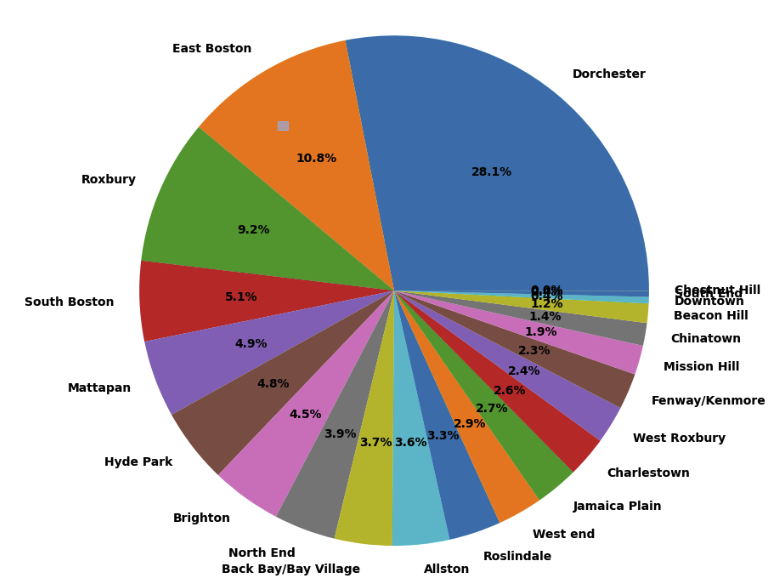 East Boston
Dorchester
10.8%
28.1%
Roxbury
9.2%
South Boston
5.1%
Chestnut Hill
South End
Downtown
1.2%
Beacon Hill
1.4%
Chinatown
1.9%
Mission Hill
2.3%
Fenway/Kenmore
2.4%
West Roxbury
4.9%
Mattapan
4.8%
Hyde Park
2.6%
Charlestown
2.7%
Jamaica Plain
4.5%
Brighton
3.9%
North End
3.7%
Back Bay/Bay Village
3.6%
Allston
3.3%
Roslindale
2.9%
West end